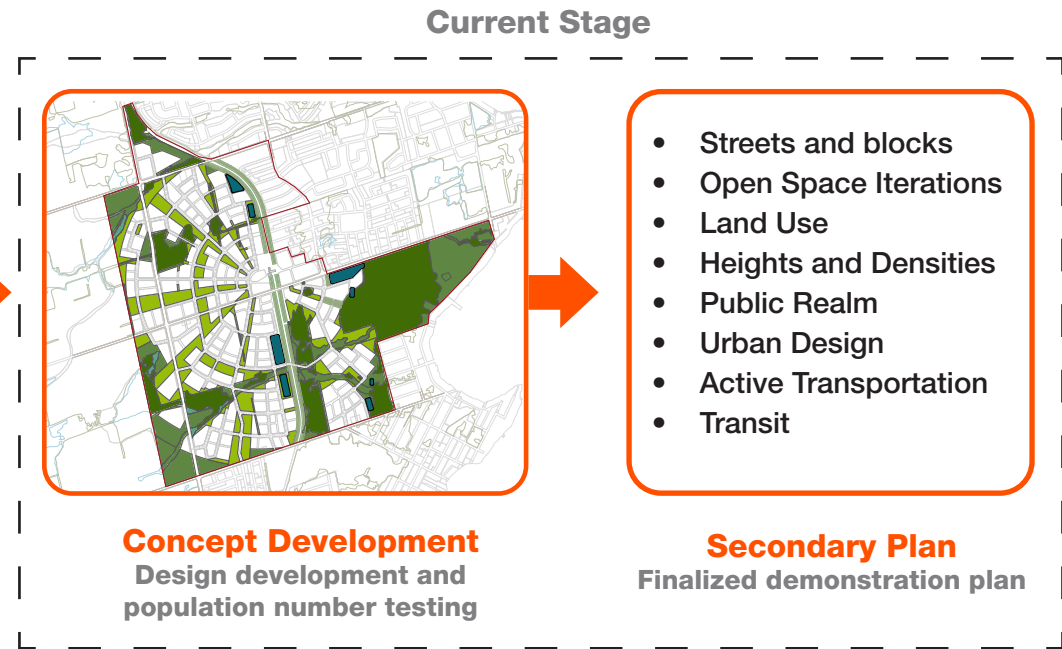 Current Stage
• Streets and blocks
• Open Space Iterations
• Land Use
• Heights and Densities
• Public Realm
• Urban Design
• Active Transportation
• Transit
Concept Development
Design development and
population number testing
Secondary Plan
Finalized demonstration plan